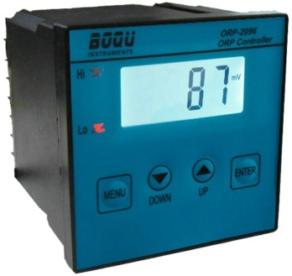 BOQU
INSTRUMENTS
ORP-2096
ORP Controller
Hi
87 mV
Lo
MENU
DOWN
UP
ENTER